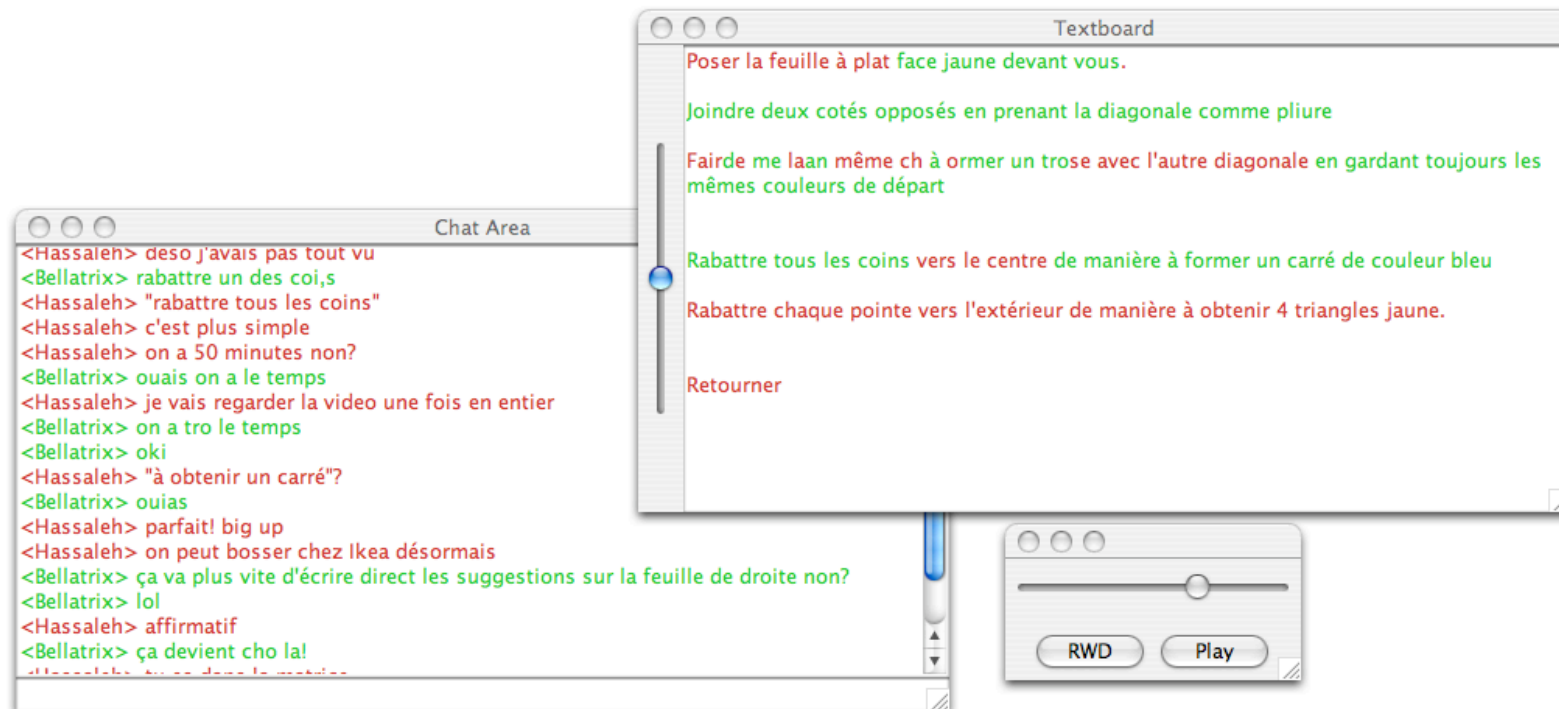 Textboard
Poser la feuille à plat face jaune devant vous.
Joindre deux cotés opposés en prenant la diagonale comme pliure
Fairde me laan même ch à ormer un trose avec l'autre diagonale en gardant toujours les
mêmes couleurs de départ
Rabattre tous les coins vers le centre de manière à former un carré de couleur bleu
Rabattre chaque pointe vers l'extérieur de manière à obtenir 4 triangles jaune.
Retourner
Chat Area
<Hassaleh> déso j'avais pas tout vu
<Bellatrix> rabattre un des coi,s
<Hassaleh> "rabattre tous les coins"
<Hassaleh> c'est plus simple
<Hassaleh> on a 50 minutes non?
<Bellatrix> ouais on a le temps
<Hassaleh> je vais regarder la video une fois en entier
<Bellatrix> on a tro le temps
<Bellatrix> oki
<Hassaleh> "à obtenir un carré"?
<Bellatrix> ouias
<Hassaleh> parfait! big up
<Hassaleh> on peut bosser chez Ikea désormais
<Bellatrix> ça va plus vite d'écrire direct les suggestions sur la feuille de droite non?
<Bellatrix> lol
<Hassaleh> affirmatif
<Bellatrix> ça devient cho la!
RWD
Play